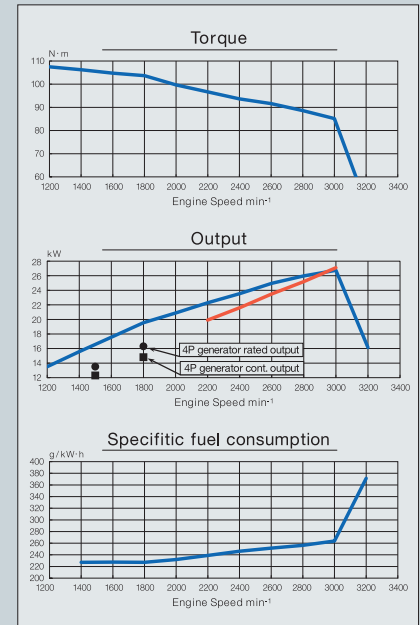 Torque
N·m
110
100
90
80
70
60
1200 1400 1600 1800 2000 2200 2400 2600 2800 3000 3200 3400
Engine Speed min⁻¹
Output
kW
28
26
24
22
20
18
16
14
12
4P generator rated output
4P generator cont. output
1200 1400 1600 1800 2000 2200 2400 2600 2800 3000 3200 3400
Engine Speed min⁻¹
Specifitic fuel consumption
g/kW·h
400
380
360
340
320
300
280
260
240
220
200
1200 1400 1600 1800 2000 2200 2400 2600 2800 3000 3200 3400
Engine Speed min⁻¹